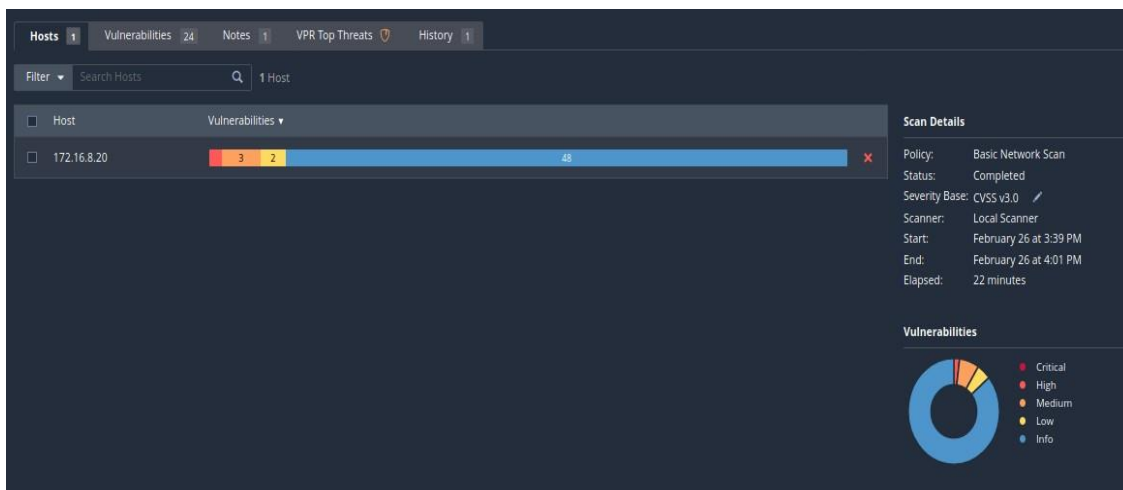 Hosts 1 Vulnerabilities 24 Notes 1 VPR Top Threats History 1
Filter Search Hosts 1 Host
Host Vulnerabilities
172.16.8.20 3 2 48
Scan Details
Policy: Basic Network Scan
Status: Completed
Severity Base: CVSS v3.0
Scanner: Local Scanner
Start: February 26 at 3:39 PM
End: February 26 at 4:01 PM
Elapsed: 22 minutes
Vulnerabilities
Critical
High
Medium
Low
Info